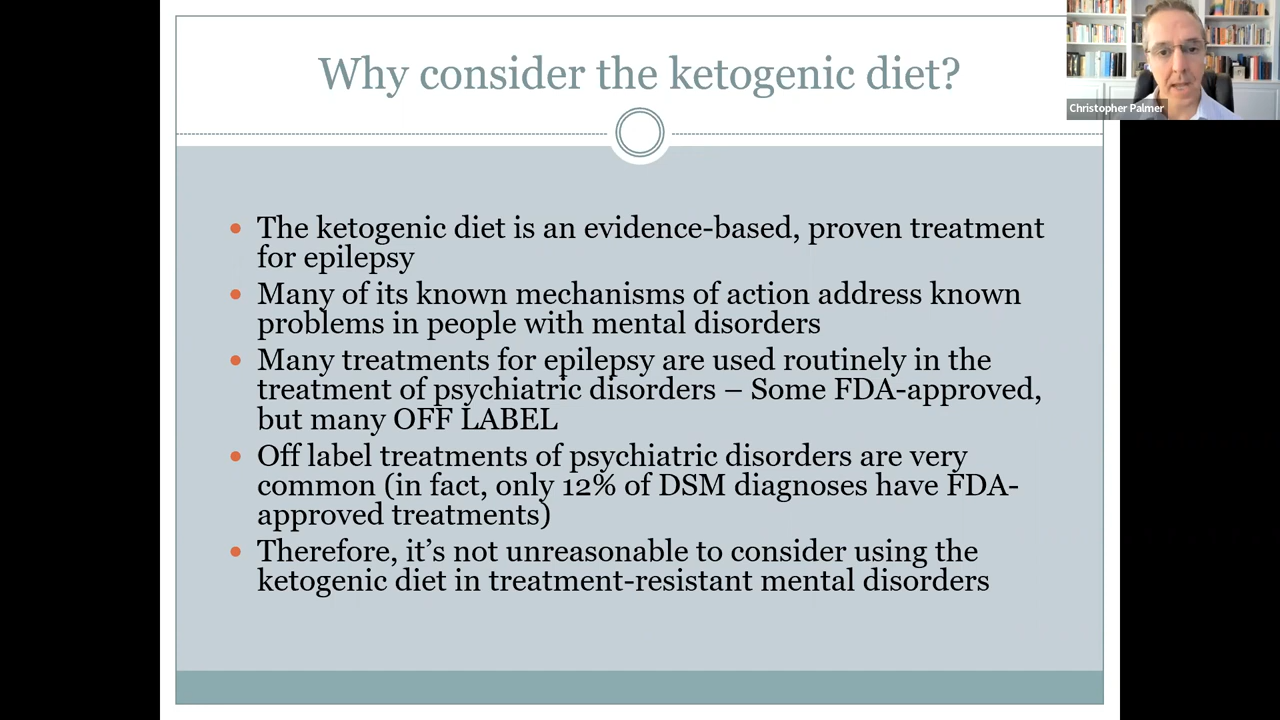 Why consider the ketogenic diet?
Christopher Palmer
• The ketogenic diet is an evidence-based, proven treatment
for epilepsy
• Many of its known mechanisms of action address known
problems in people with mental disorders
• Many treatments for epilepsy are used routinely in the
treatment of psychiatric disorders – Some FDA-approved,
but many OFF LABEL
• Off label treatments of psychiatric disorders are very
common (in fact, only 12% of DSM diagnoses have FDA-
approved treatments)
• Therefore, it’s not unreasonable to consider using the
ketogenic diet in treatment-resistant mental disorders